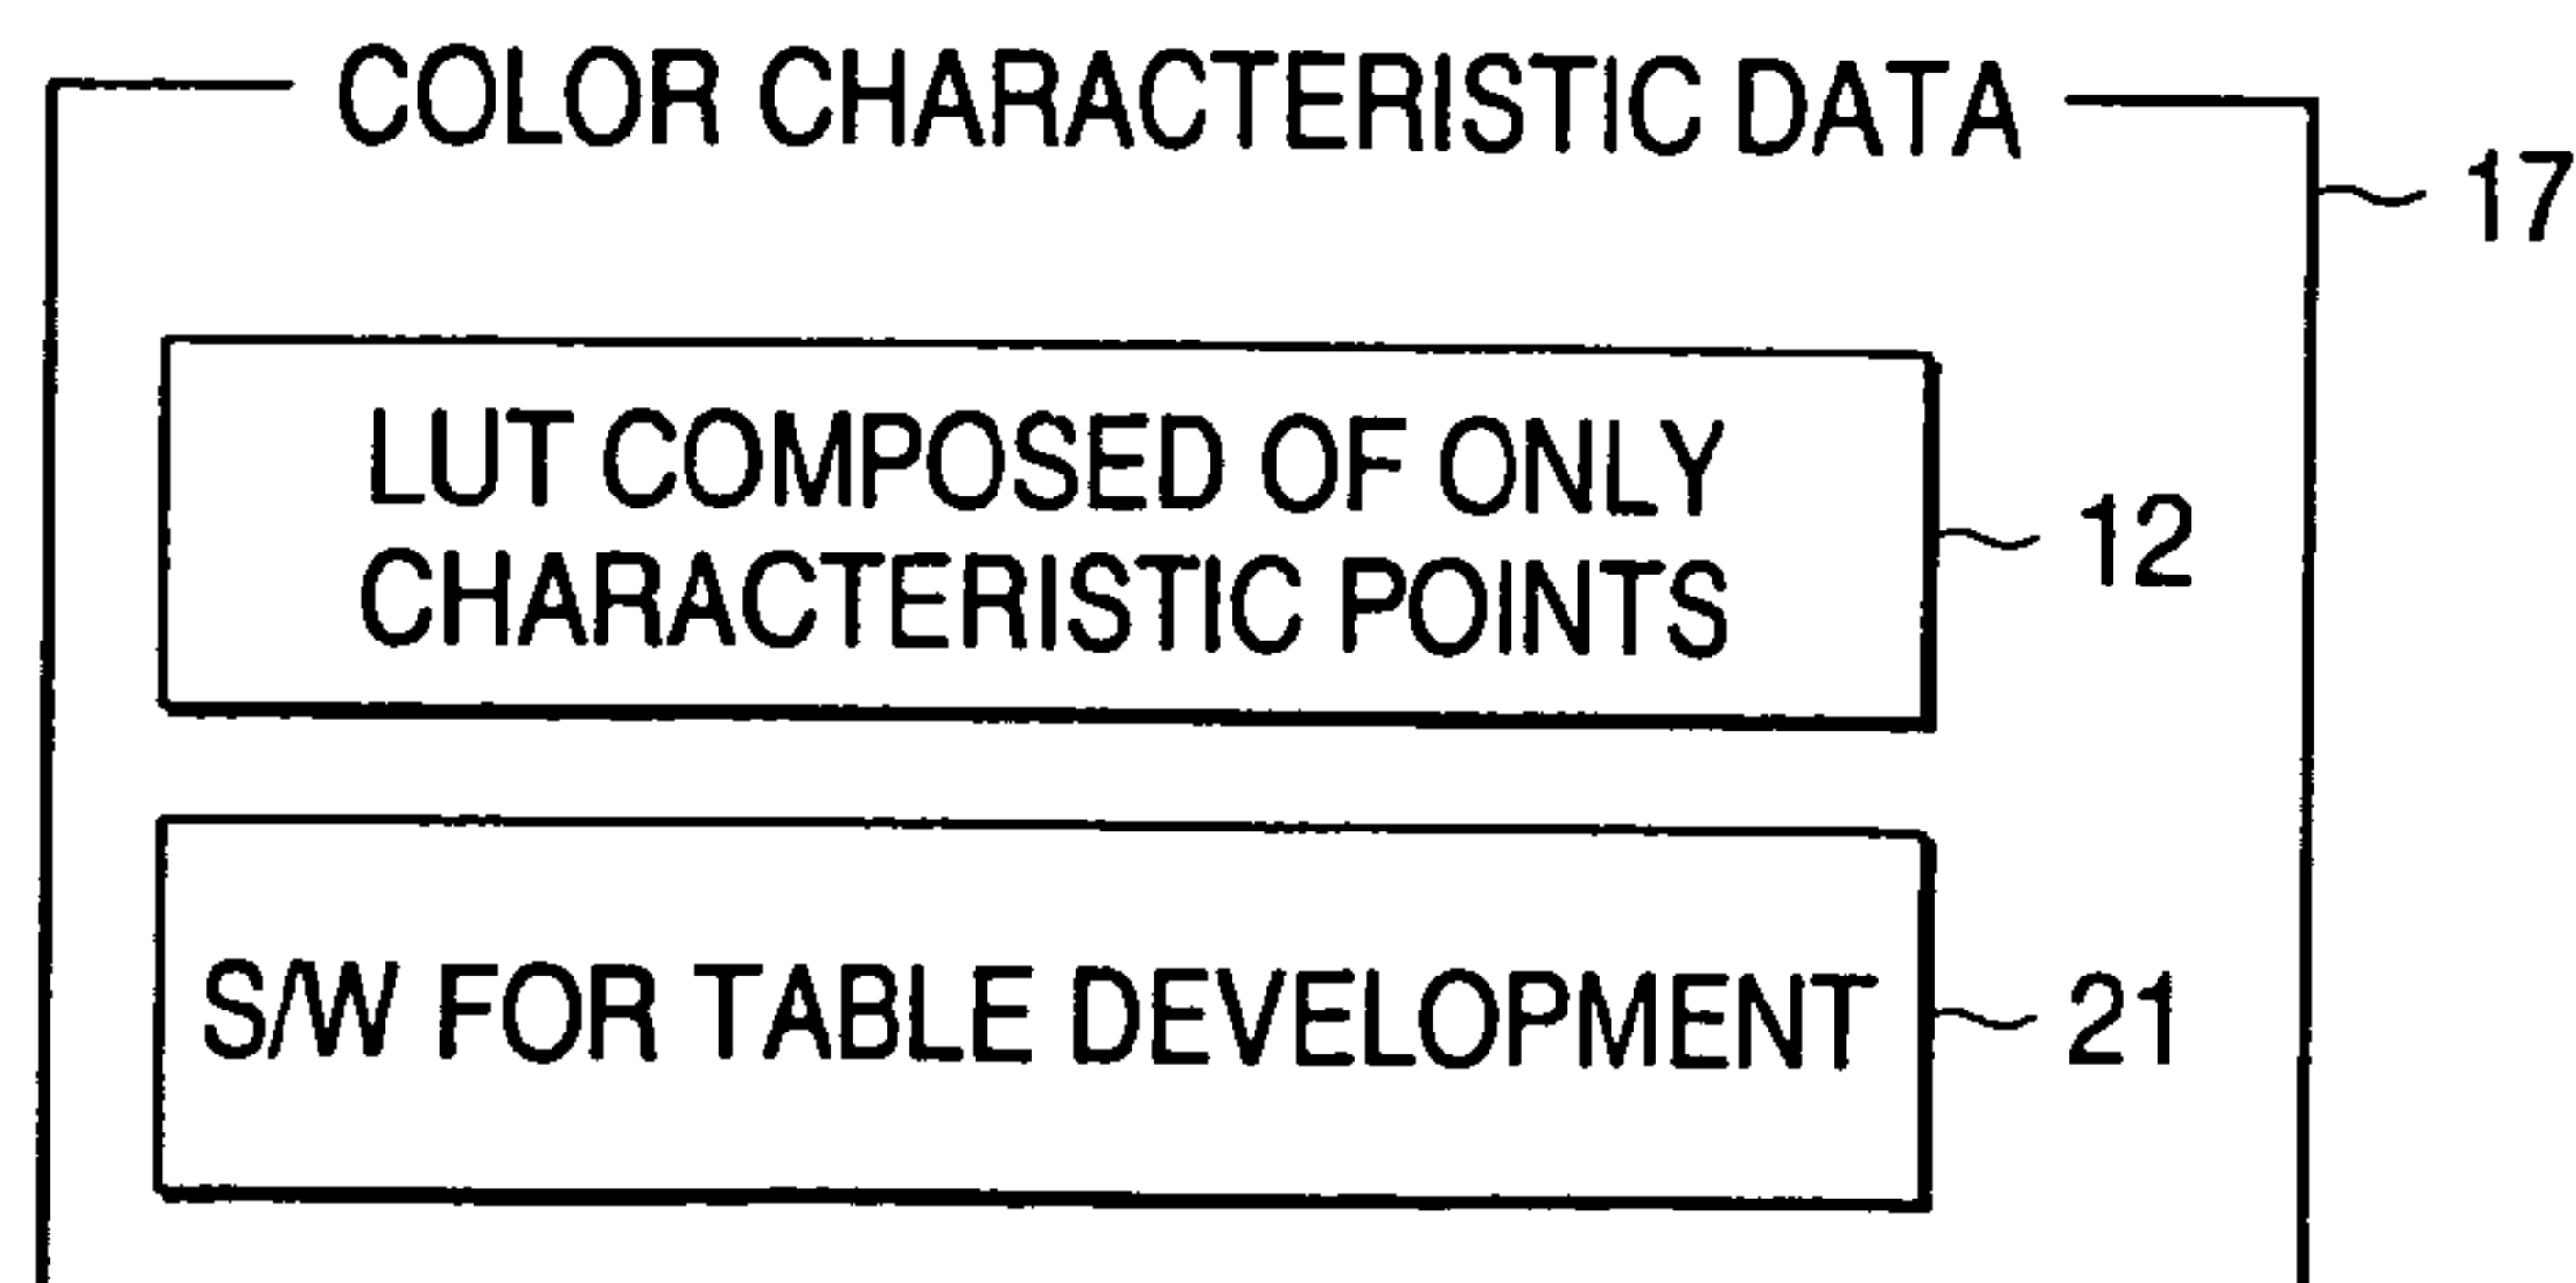 COLOR CHARACTERISTIC DATA
17
LUT COMPOSED OF ONLY
CHARACTERISTIC POINTS
12
S/W FOR TABLE DEVELOPMENT
21